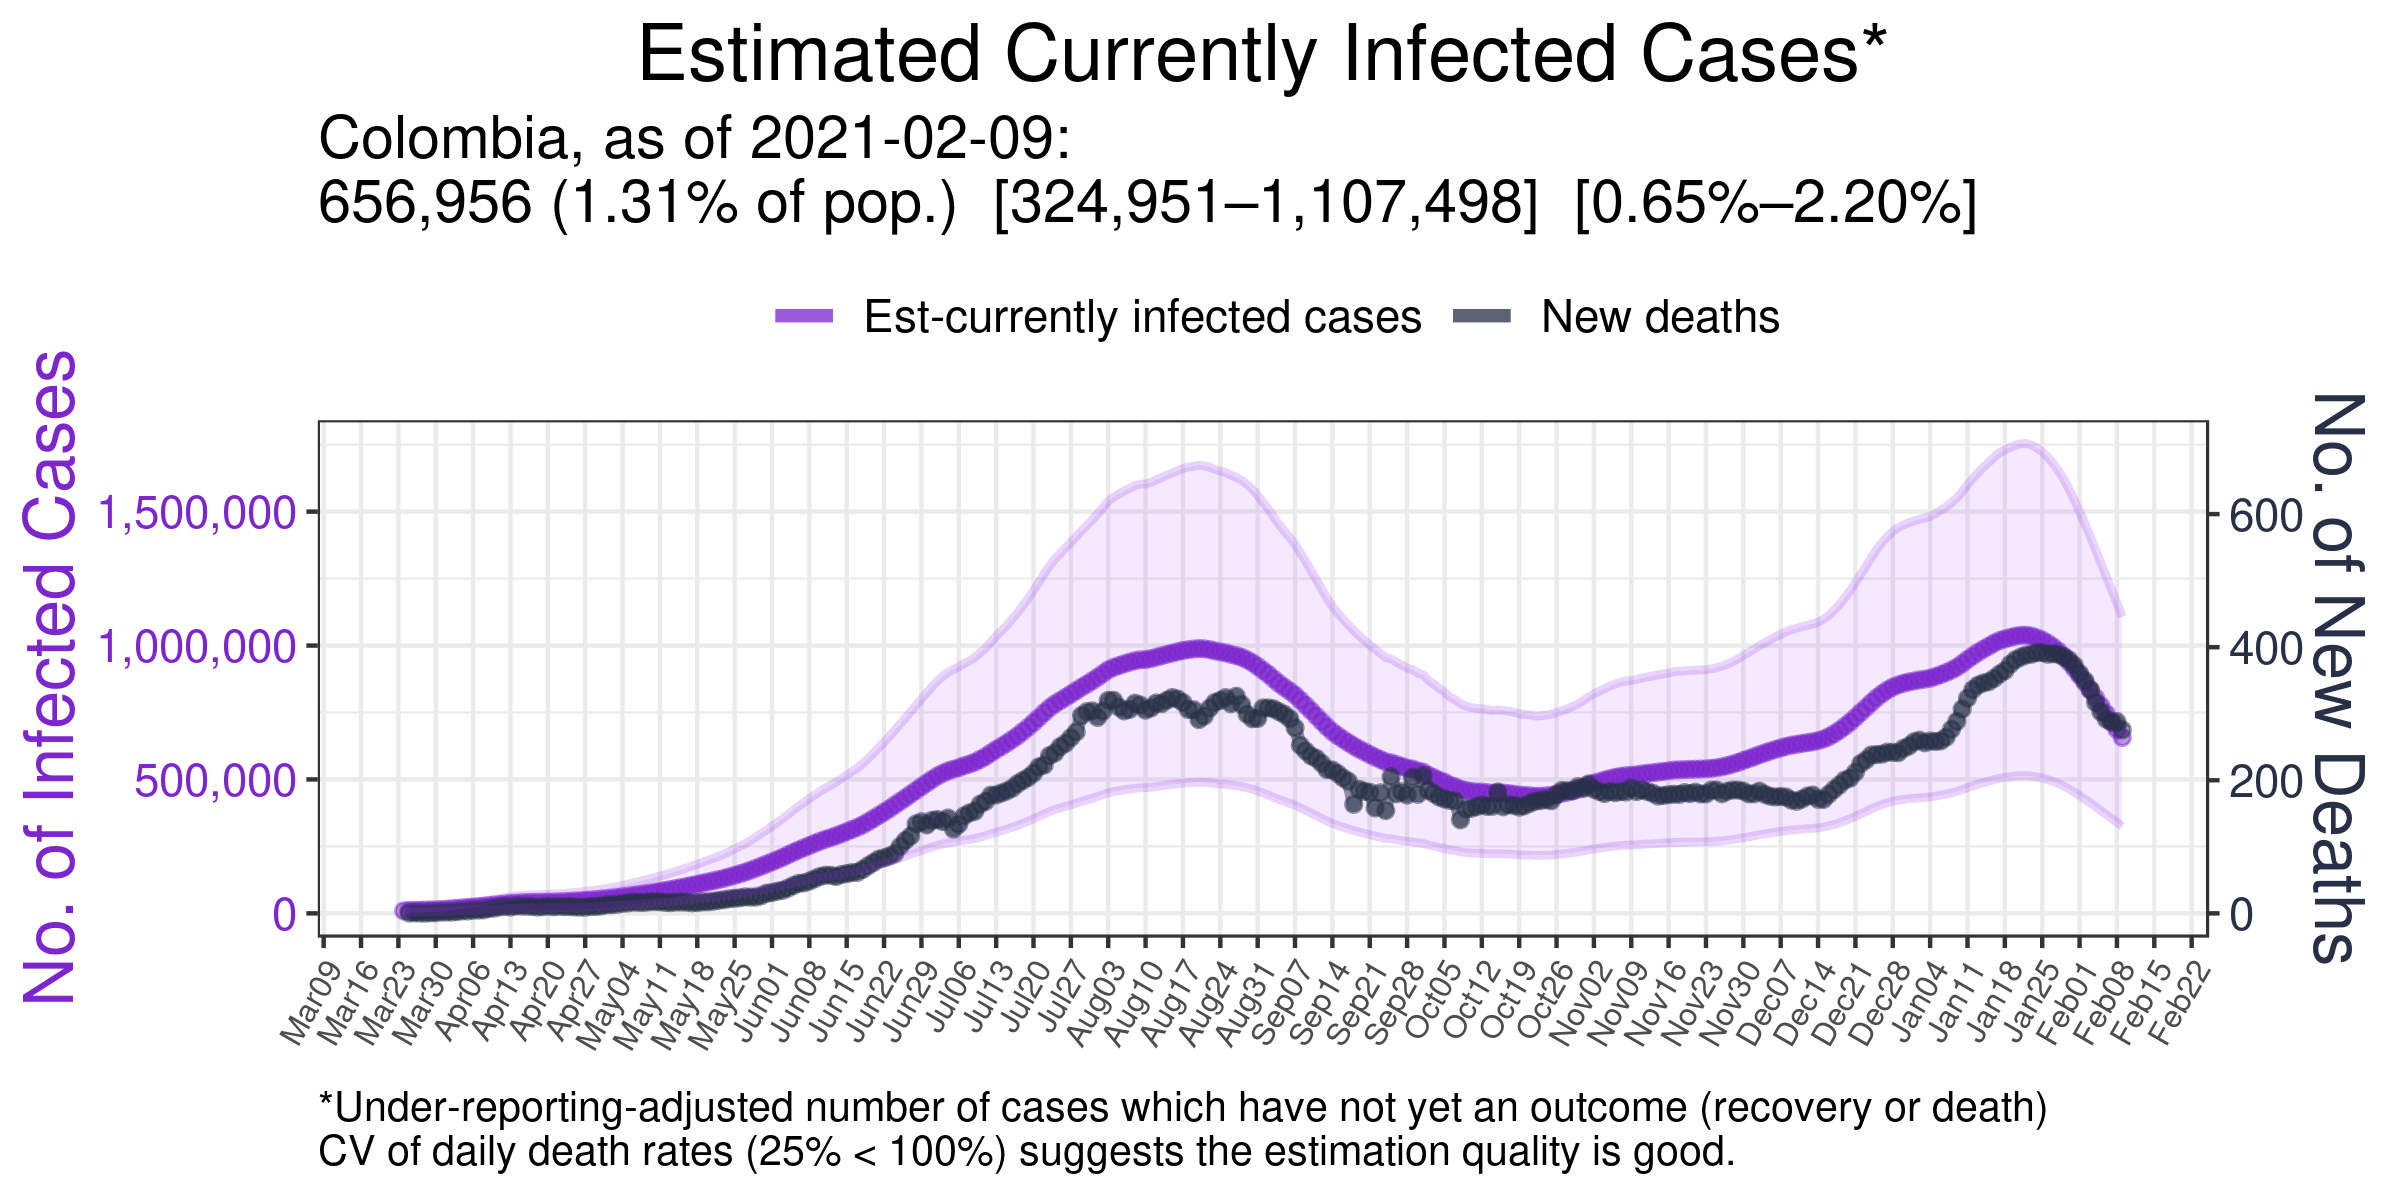 Estimated Currently Infected Cases*
Colombia, as of 2021-02-09:
656,956 (1.31% of pop.) [324,951–1,107,498] [0.65%–2.20%]
Est-currently infected cases
New deaths
No. of Infected Cases
1,500,000
1,000,000
500,000
0
600
400
200
0
No. of New Deaths
Mar09
Mar16
Mar23
Mar30
Apr06
Apr13
Apr20
Apr27
May04
May11
May18
May25
Jun01
Jun08
Jun15
Jun22
Jun29
Jul06
Jul13
Jul20
Jul27
Aug03
Aug10
Aug17
Aug24
Aug31
Sep07
Sep14
Sep21
Sep28
Oct05
Oct12
Oct19
Oct26
Nov02
Nov09
Nov16
Nov23
Nov30
Dec07
Dec14
Dec21
Dec28
Jan04
Jan11
Jan18
Jan25
Feb01
Feb08
Feb15
Feb22
*Under-reporting-adjusted number of cases which have not yet an outcome (recovery or death)
CV of daily death rates (25% < 100%) suggests the estimation quality is good.